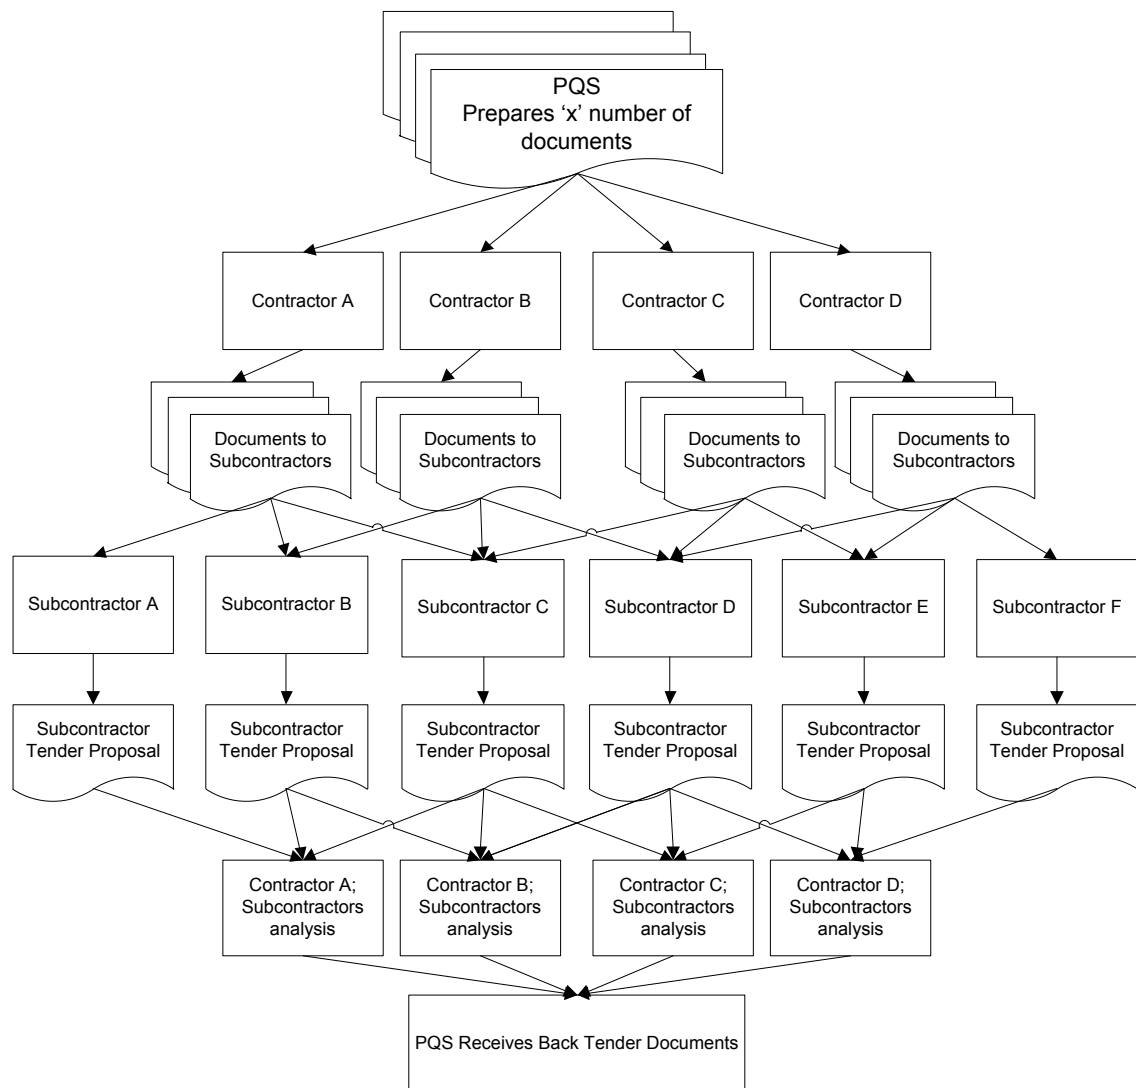 PQS
Prepares ‘x’ number of
documents
Contractor A
Contractor B
Contractor C
Contractor D
Documents to
Subcontractors
Documents to
Subcontractors
Documents to
Subcontractors
Documents to
Subcontractors
Subcontractor A
Subcontractor B
Subcontractor C
Subcontractor D
Subcontractor E
Subcontractor F
Subcontractor
Tender Proposal
Subcontractor
Tender Proposal
Subcontractor
Tender Proposal
Subcontractor
Tender Proposal
Subcontractor
Tender Proposal
Subcontractor
Tender Proposal
Contractor A;
Subcontractors
analysis
Contractor B;
Subcontractors
analysis
Contractor C;
Subcontractors
analysis
Contractor D;
Subcontractors
analysis
PQS Receives Back Tender Documents